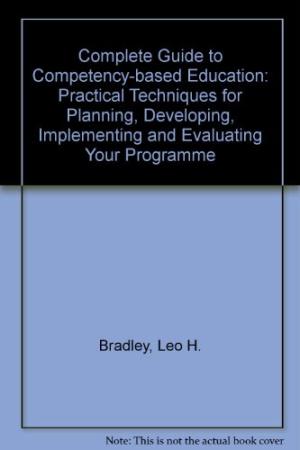 Complete Guide to
Competency-based Education:
Practical Techniques for
Planning, Developing,
Implementing and Evaluating
Your Programme
Bradley, Leo H.
Note: This is not the actual book cover